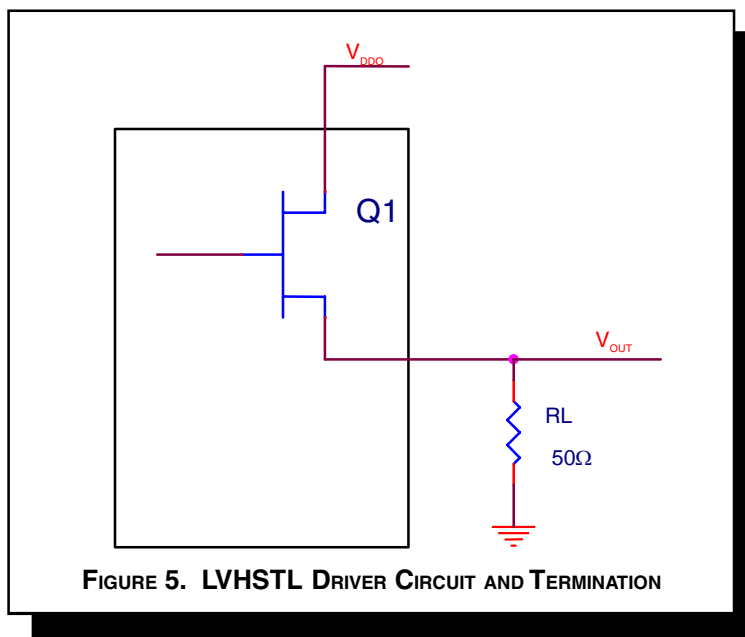 VDDO
Q1
VOUT
RL
50Ω
FIGURE 5. LVHSTL DRIVER CIRCUIT AND TERMINATION